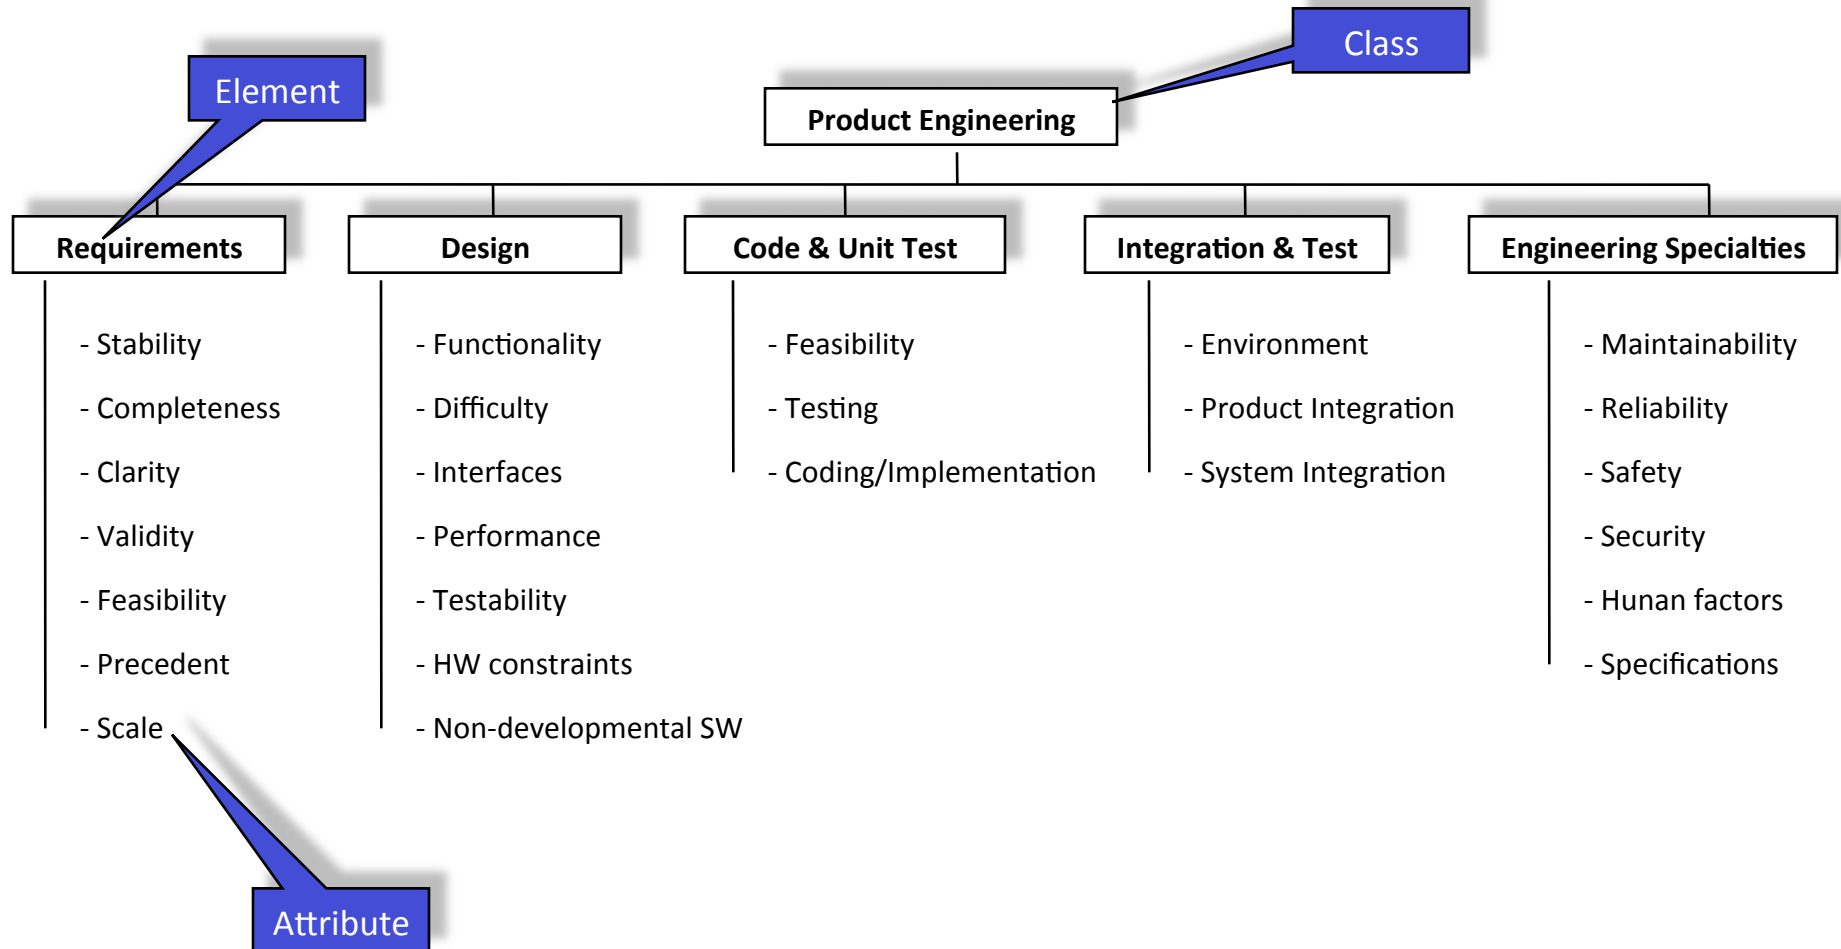 Class
Element
Product Engineering
Requirements
Design
Code & Unit Test
Integration & Test
Engineering Specialties
- Stability
- Completeness
- Clarity
- Validity
- Feasibility
- Precedent
- Scale
- Functionality
- Difficulty
- Interfaces
- Performance
- Testability
- HW constraints
- Non-developmental SW
- Feasibility
- Testing
- Coding/Implementation
- Environment
- Product Integration
- System Integration
- Maintainability
- Reliability
- Safety
- Security
- Hunan factors
- Specifications
Attribute